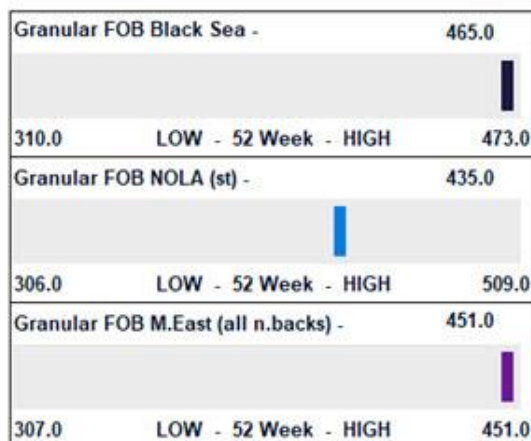 Granular FOB Black Sea - 465.0
310.0 LOW - 52 Week - HIGH 473.0
Granular FOB NOLA (st) - 435.0
306.0 LOW - 52 Week - HIGH 509.0
Granular FOB M.East (all n.backs) - 451.0
307.0 LOW - 52 Week - HIGH 451.0